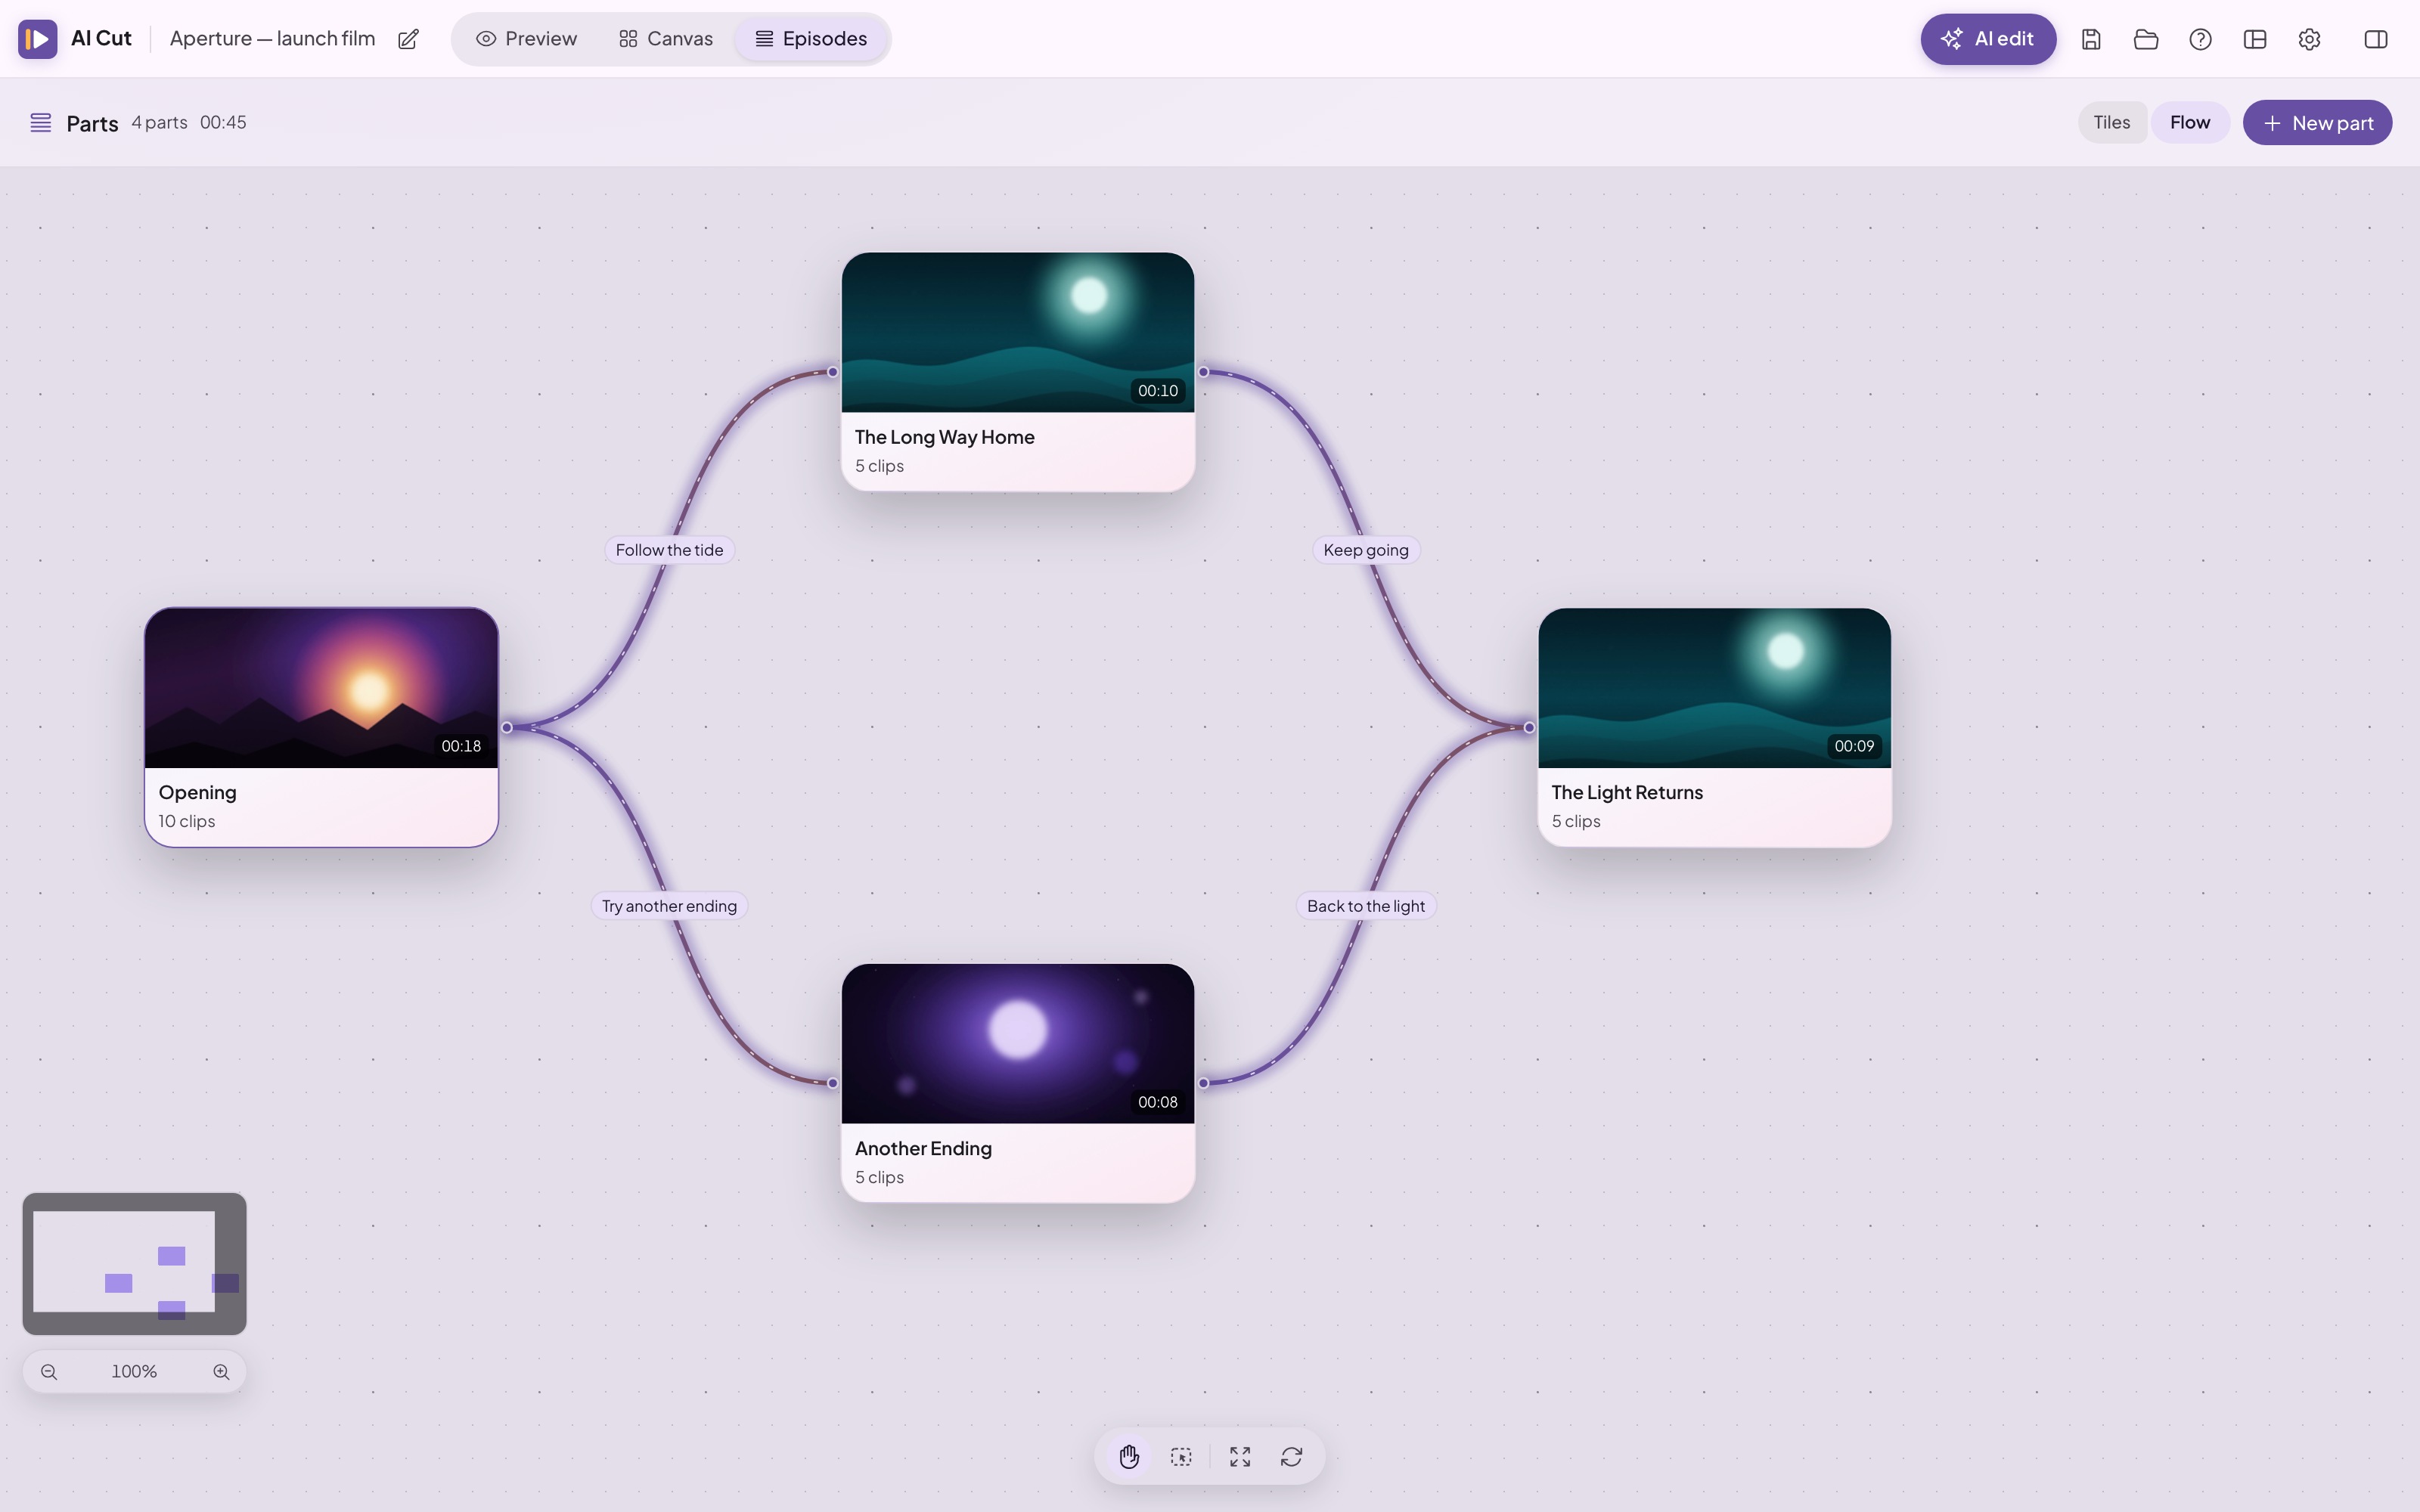 AI Cut
Aperture — launch film
Preview
Canvas
Episodes
AI edit
Parts
4 parts
00:45
Tiles
Flow
New part
00:10
The Long Way Home
5 clips
Follow the tide
Keep going
00:18
Opening
10 clips
00:09
The Light Returns
5 clips
Try another ending
Back to the light
00:08
Another Ending
5 clips
100%